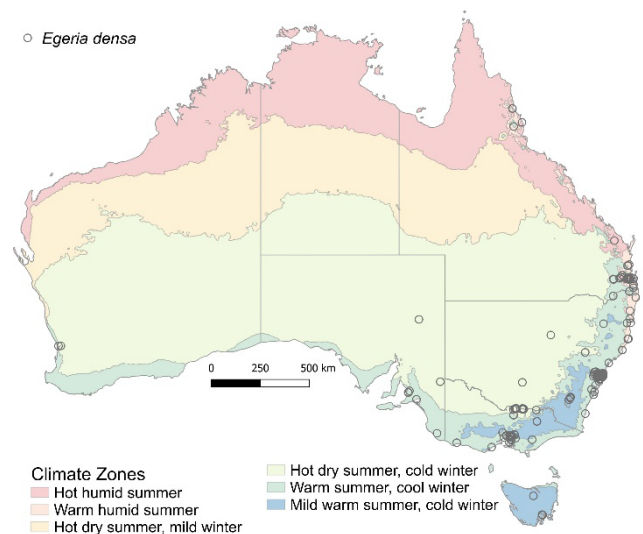 Egeria densa
0 250 500 km
Climate Zones
Hot humid summer
Warm humid summer
Hot dry summer, mild winter
Hot dry summer, cold winter
Warm summer, cool winter
Mild warm summer, cold winter